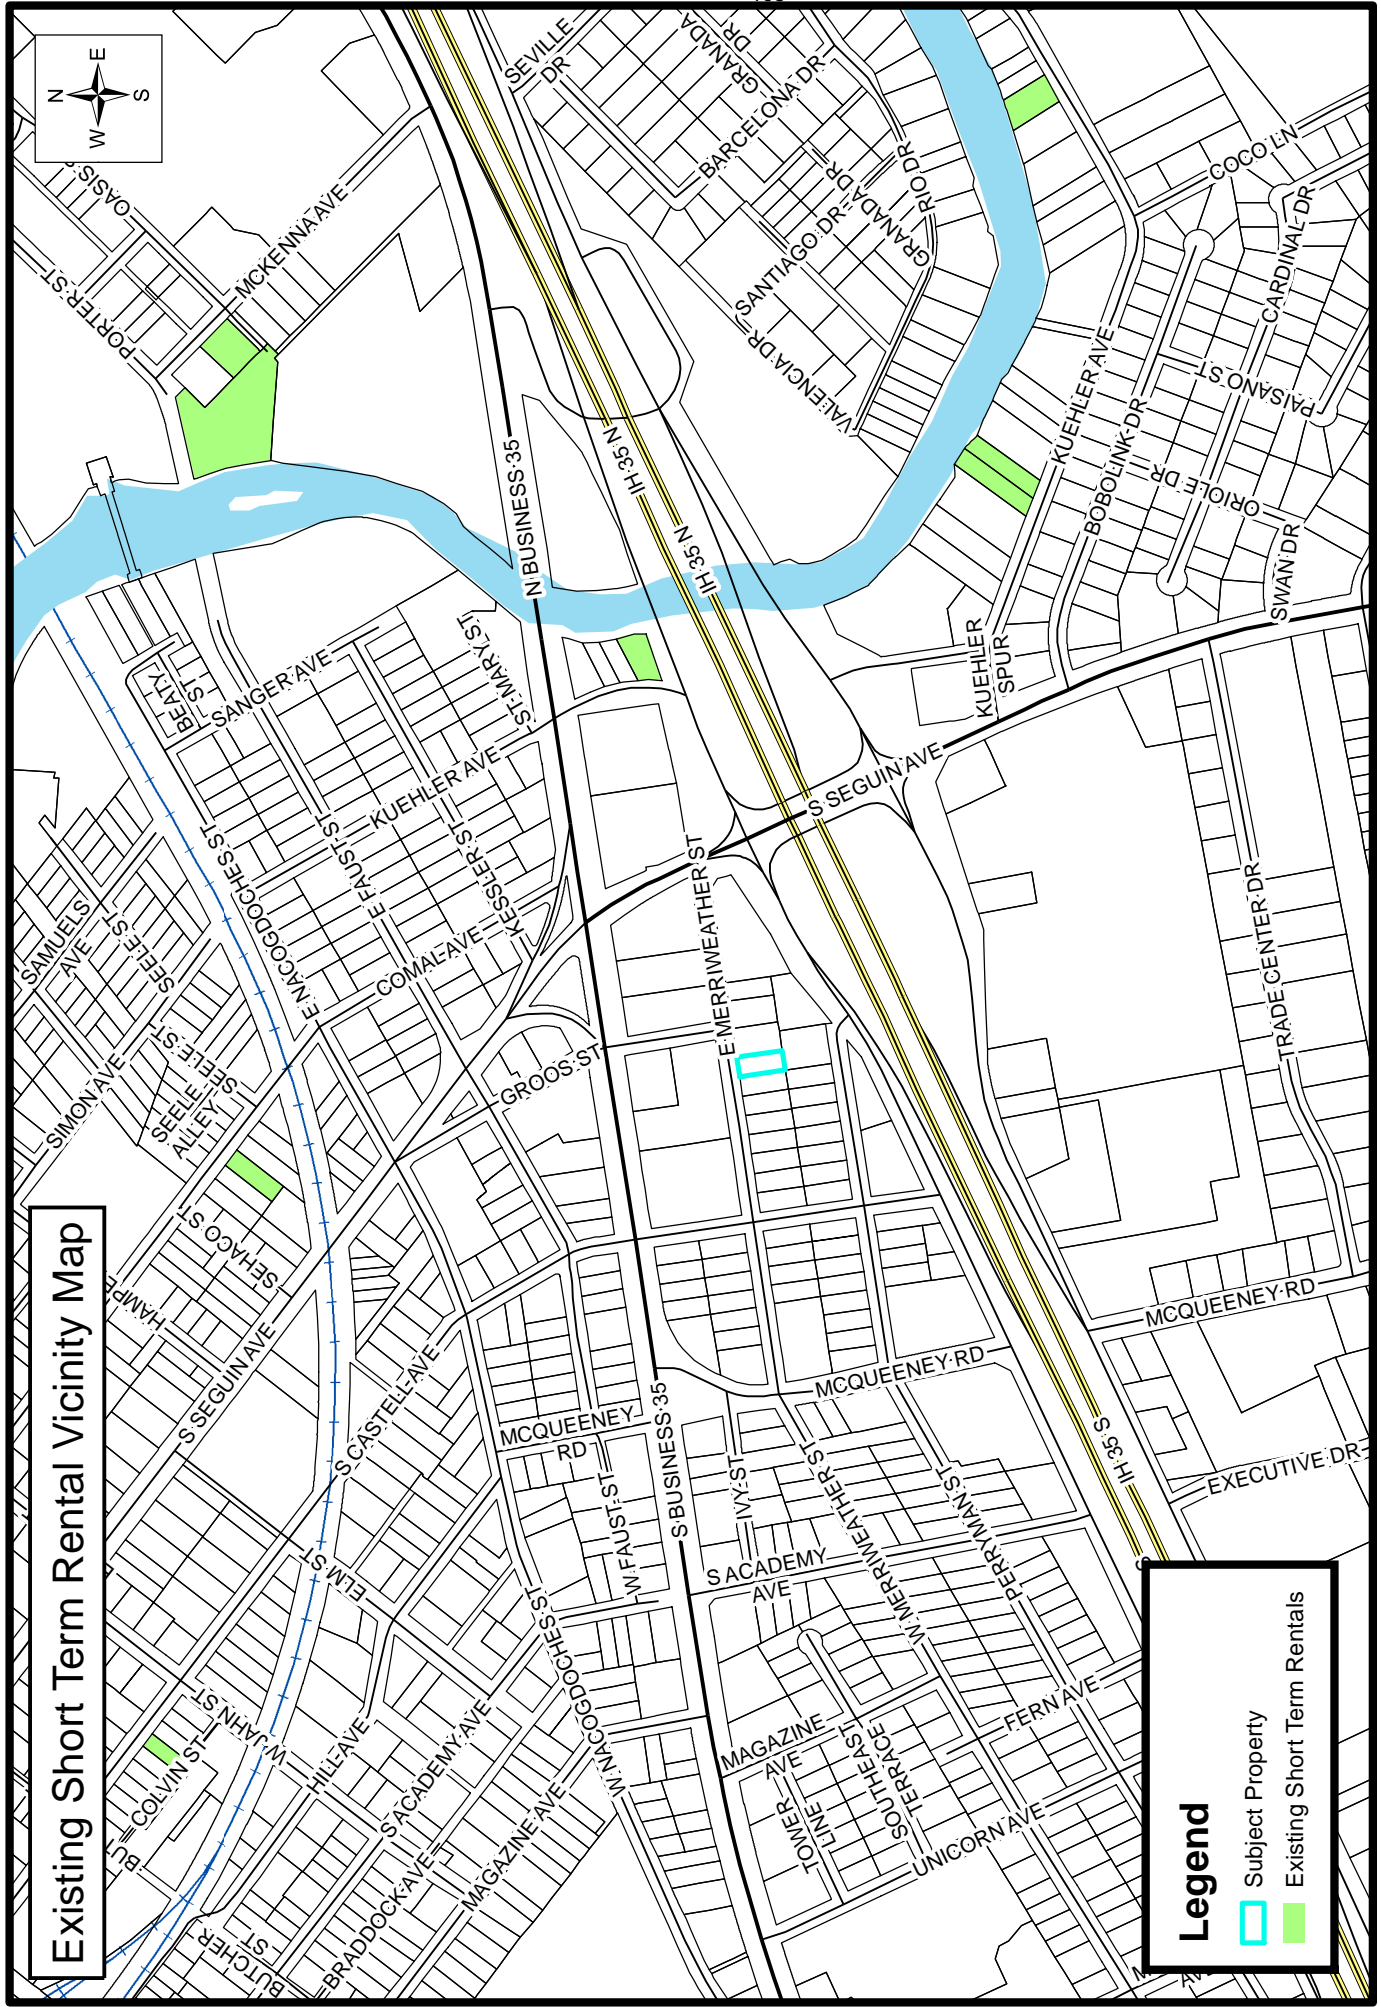 Existing Short Term Rental Vicinity Map
N
W
E
S
SEVILLE
DR
GRANADA
DR
BARCELONA DR
OASIS
PORTER ST
MCKENNA AVE
SANTIAGO DR
GRANADA DR
RIO DR
VALENCIA DR
COCO LN
CARDINAL DR
PAISANO ST
KUEHLER AVE
BOBOLINK DR
ORIOLE DR
SWAN DR
KUEHLER
SPUR
N BUSINESS 35
IH 35 N
IH 35 N
BEATY
ST
SANGER AVE
ST MARY ST
KUEHLER AVE
E NACOGDOCHES ST
E FAUST ST
KESSLER ST
COMAL AVE
S SEGUIN AVE
E MERRIWEATHER ST
SAMUELS
AVE
SEELE ST
SEELE ST
SIMON AVE
SEELE
ALLEY
GROOS ST
TRADE CENTER DR
SEHACO ST
HAMPE
S SEGUIN AVE
S CASTELL AVE
MCQUEENEY RD
MCQUEENEY RD
MCQUEENEY
RD
S BUSINESS 35
W FAUST ST
IVY ST
W MERRIWEATHER ST
PERRYMAN ST
IH 35 S
EXECUTIVE DR
ELM ST
S ACADEMY
AVE
W NACOGDOCHES ST
W JAHN ST
COLVIN ST
HILL AVE
S ACADEMY AVE
MAGAZINE AVE
MAGAZINE
AVE
SOUTHEAST
TERRACE
TOWER
LINE
FERN AVE
UNICORN AVE
BRADDOCK AVE
BUTCHER
ST
BUT
S
M
AV
Legend
Subject Property
Existing Short Term Rentals